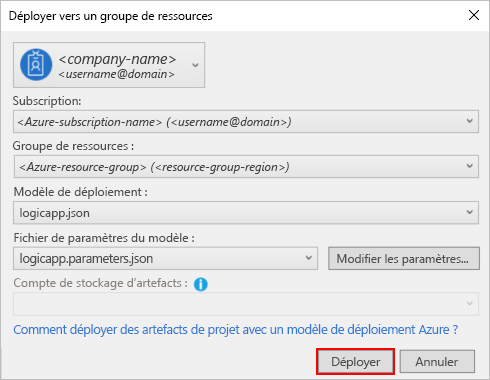 Déployer vers un groupe de ressources
<company-name>
<username@domain>
Subscription:
<Azure-subscription-name> (<username@domain>)
Groupe de ressources :
<Azure-resource-group> (<resource-group-region>)
Modèle de déploiement :
logicapp.json
Fichier de paramètres du modèle :
logicapp.parameters.json
Modifier les paramètres...
Compte de stockage d'artefacts :
Comment déployer des artefacts de projet avec un modèle de déploiement Azure ?
Déployer
Annuler